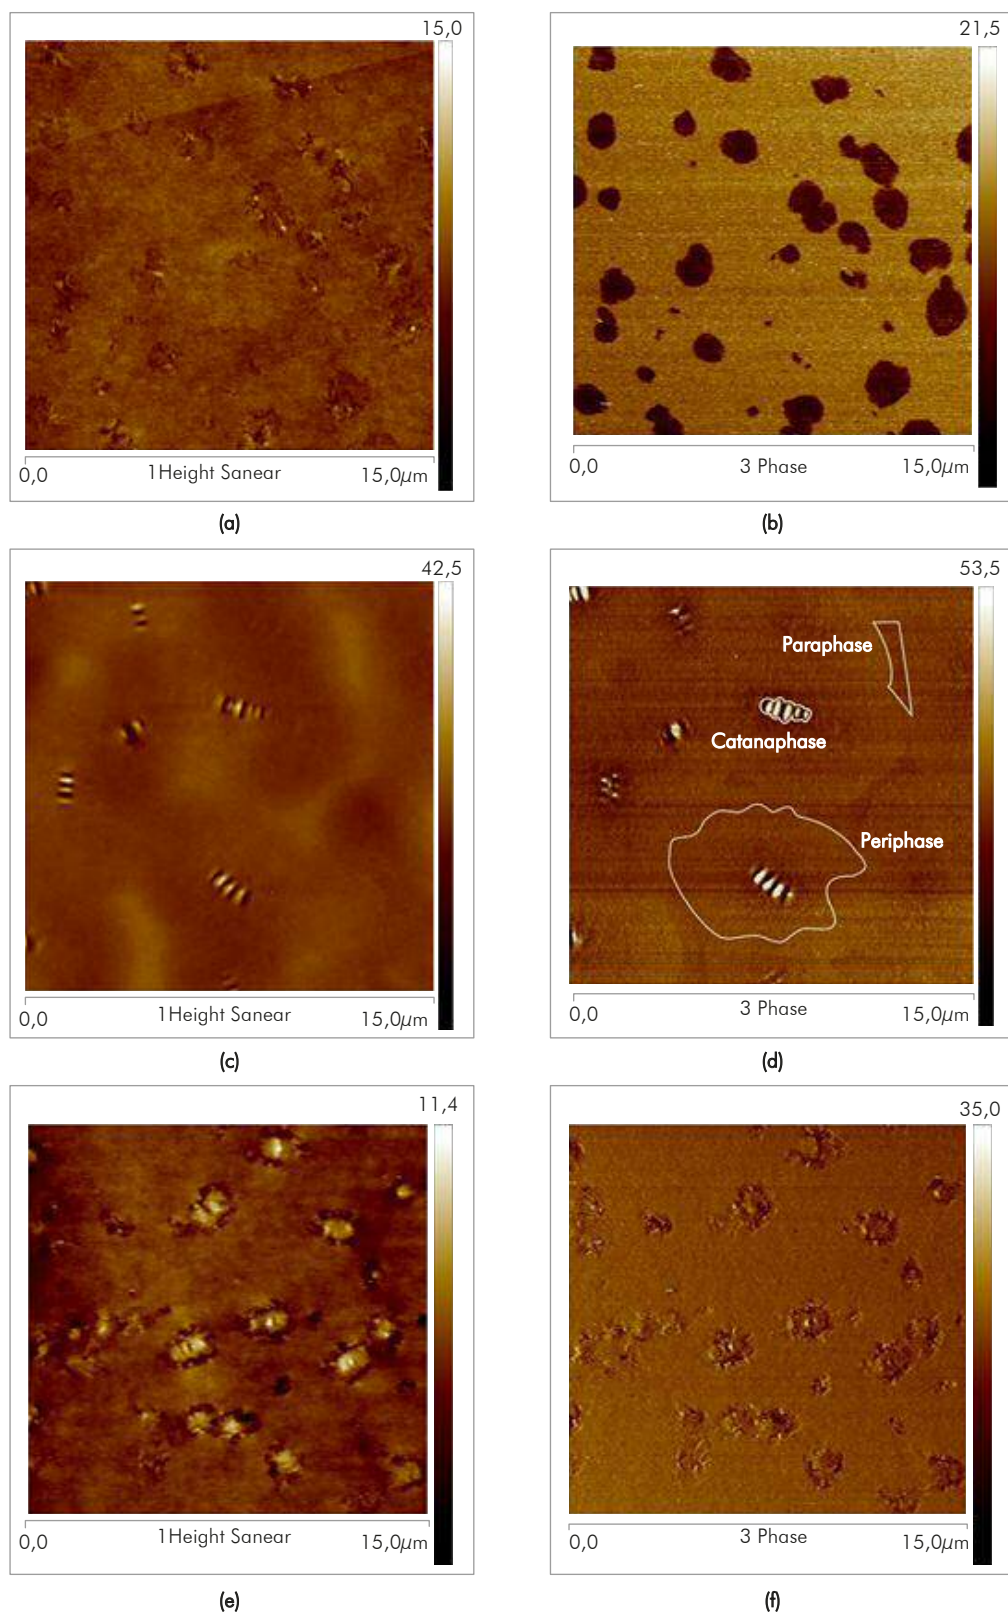 15,0
21,5
0,0 1Height Sanear 15,0µm
0,0 3 Phase 15,0µm
(a)
(b)
42,5
53,5
Paraphase
Catanaphase
Periphase
0,0 1Height Sanear 15,0µm
0,0 3 Phase 15,0µm
(c)
(d)
11,4
35,0
0,0 1Height Sanear 15,0µm
0,0 3 Phase 15,0µm
(e)
(f)